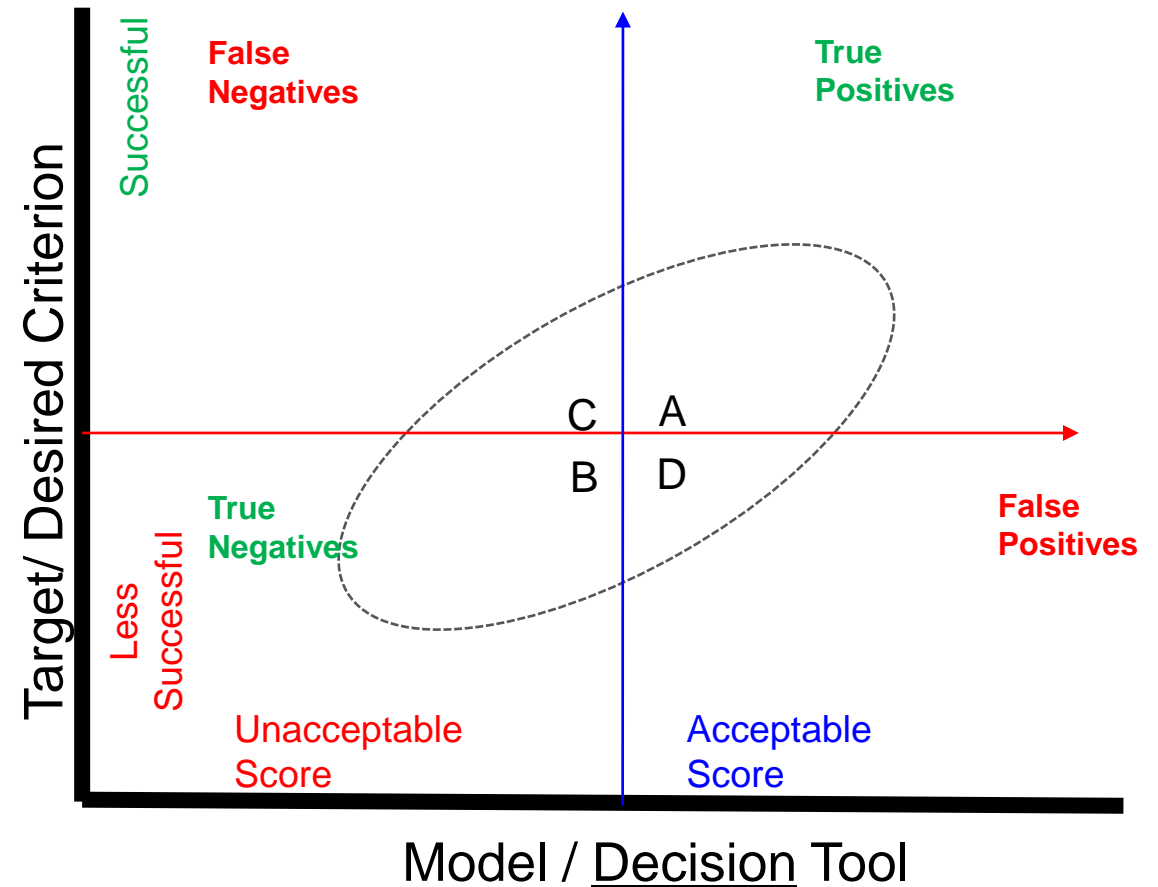 Successful
False
Negatives
True
Positives
Target/ Desired Criterion
C
A
B
D
True
Negatives
False
Positives
Less
Successful
Unacceptable
Score
Acceptable
Score
Model / Decision Tool